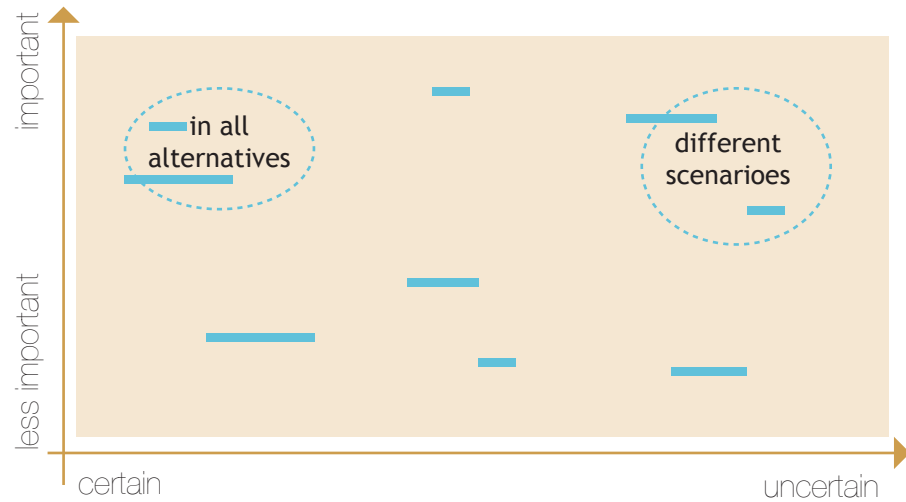 important
in all
alternatives
different
scenarioes
less important
certain
uncertain